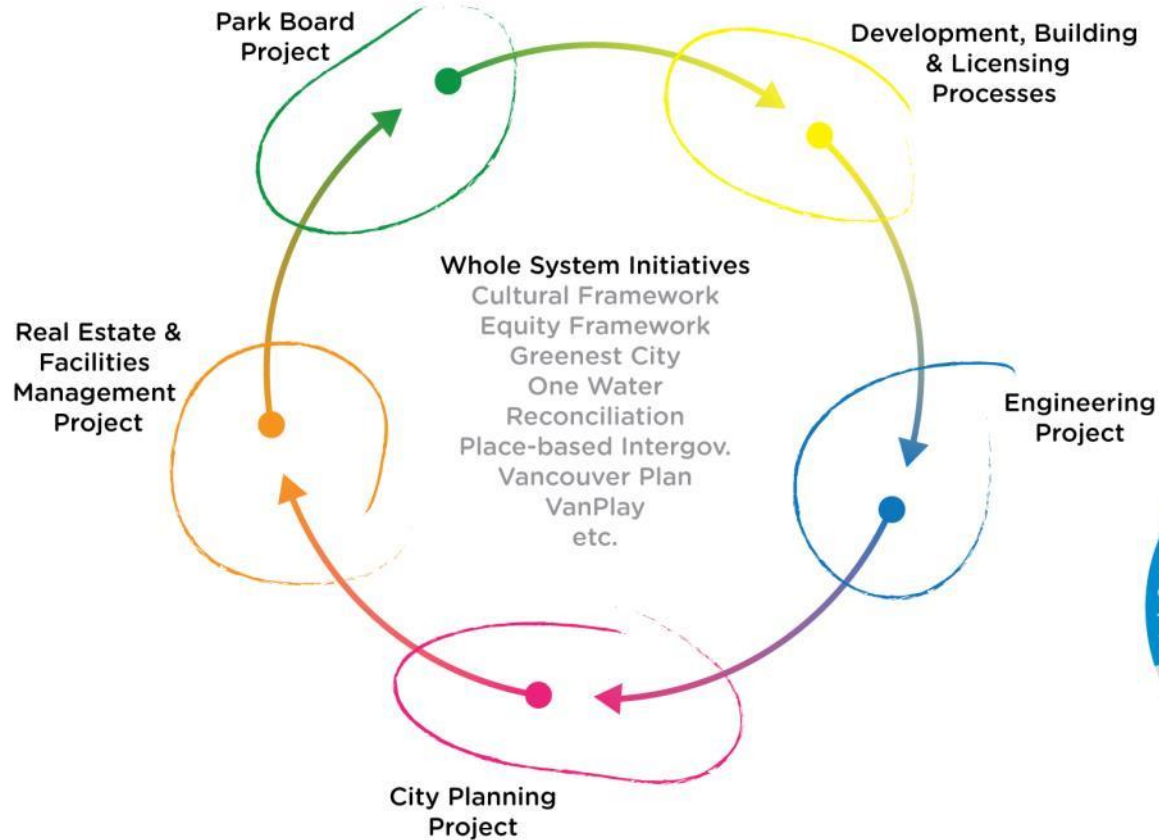 Park Board
Project
Development, Building
& Licensing
Processes
Whole System Initiatives
Cultural Framework
Equity Framework
Greenest City
One Water
Reconciliation
Place-based Intergov.
Vancouver Plan
VanPlay
etc.
Real Estate &
Facilities
Management
Project
Engineering
Project
City Planning
Project